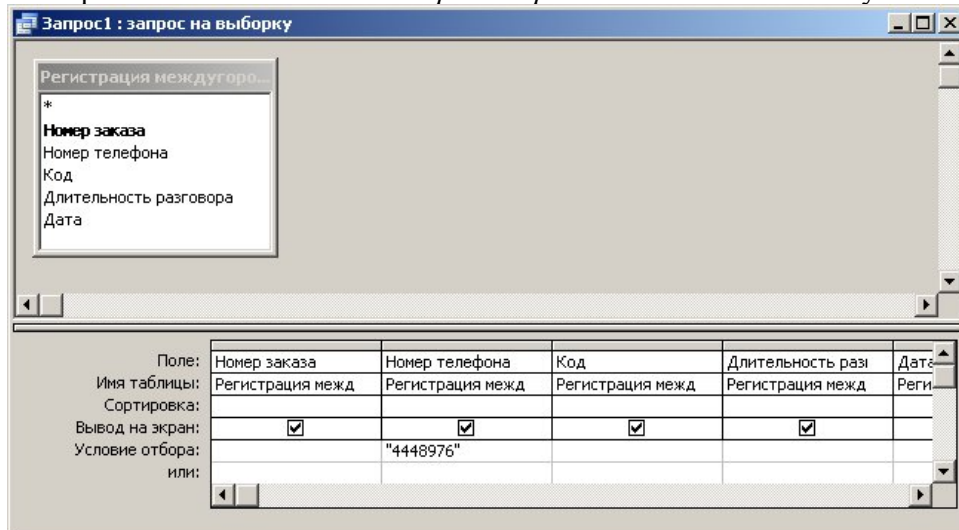 Запрос1 : запрос на выборку
Регистрация междугоро...
*
Номер заказа
Номер телефона
Код
Длительность разговора
Дата
Поле: Номер заказа Номер телефона Код Длительность разг Дата
Имя таблицы: Регистрация межд Регистрация межд Регистрация межд Регистрация межд Реги
Сортировка:
Вывод на экран:
Условие отбора: "4448976"
или: